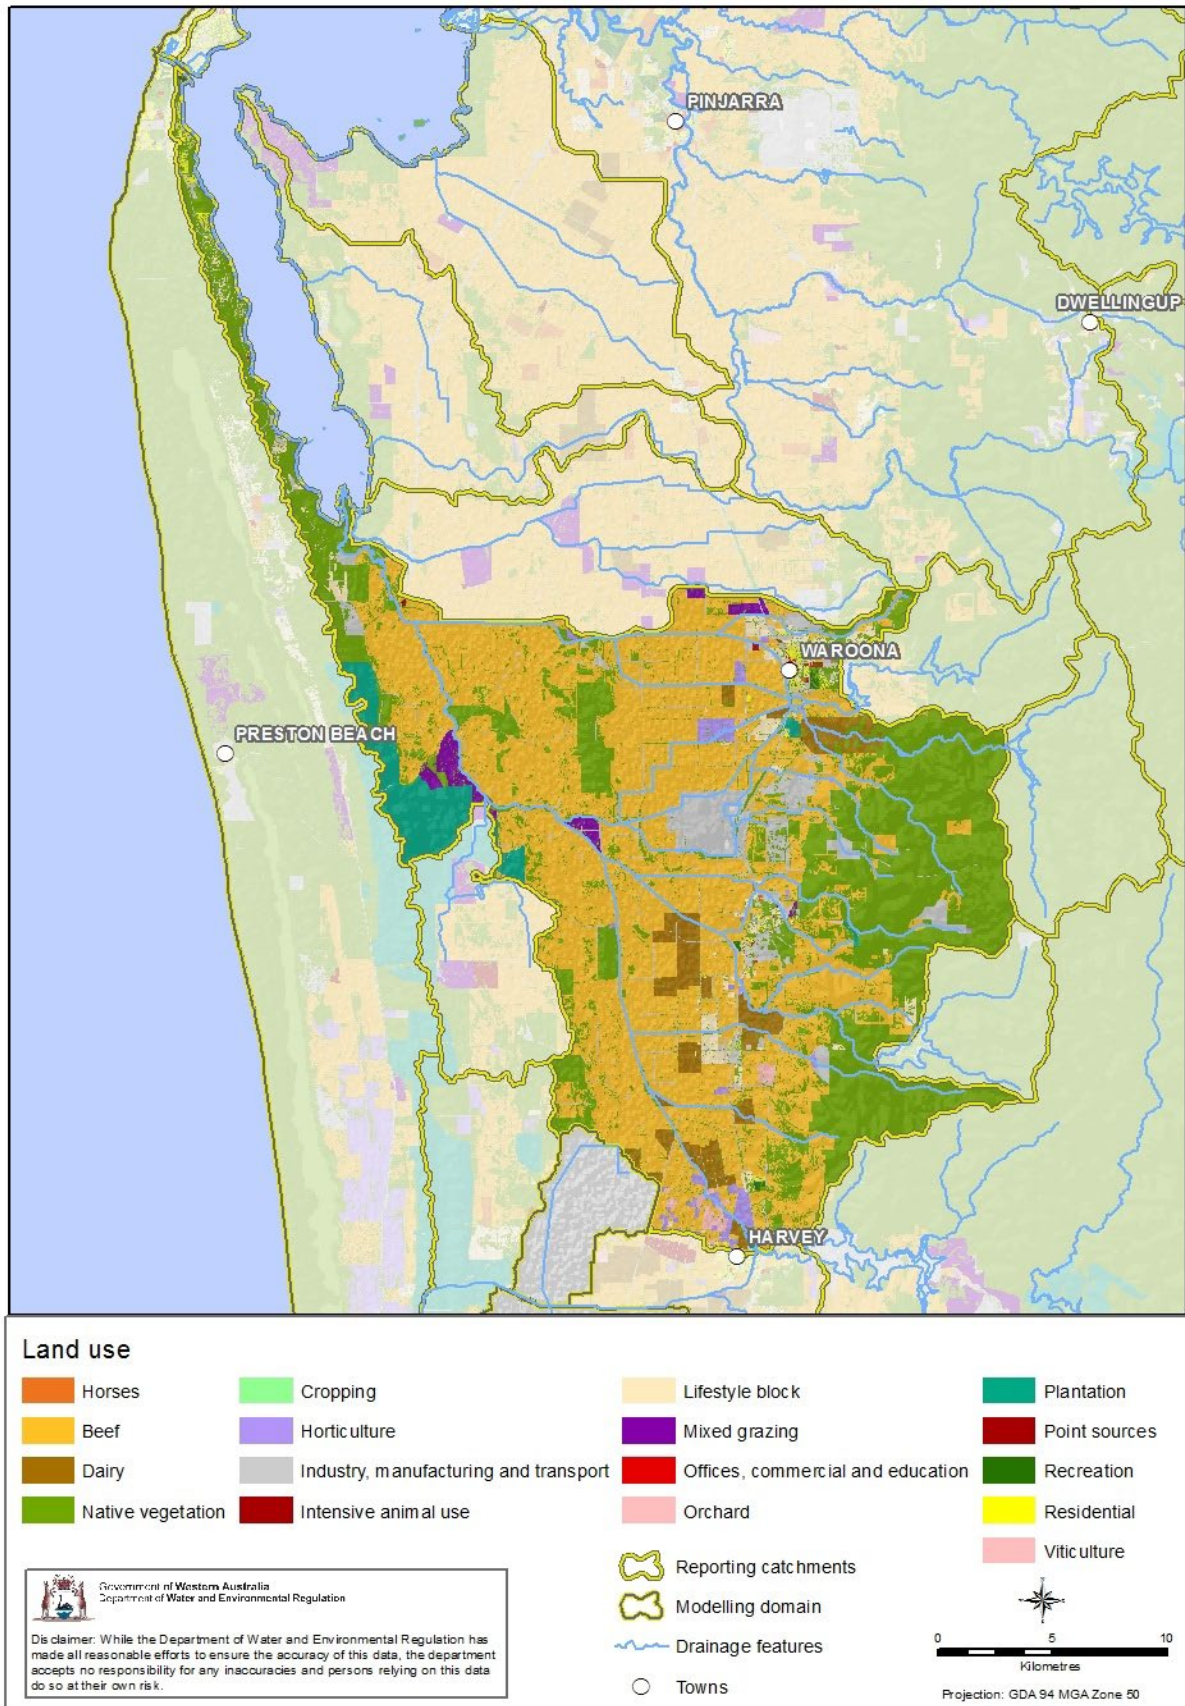 PINJARRA
DWELLINGUP
WAROONA
PRESTON BEACH
HARVEY
Land use
Horses
Beef
Dairy
Native vegetation
Cropping
Horticulture
Industry, manufacturing and transport
Intensive animal use
Lifestyle block
Mixed grazing
Offices, commercial and education
Orchard
Plantation
Point sources
Recreation
Residential
Viticulture
Reporting catchments
Modelling domain
Drainage features
Towns
Government of Western Australia
Department of Water and Environmental Regulation
Disclaimer: While the Department of Water and Environmental Regulation has
made all reasonable efforts to ensure the accuracy of this data, the department
accepts no responsibility for any inaccuracies and persons relying on this data
do so at their own risk.
0 5 10
Kilometres
Projection: GDA 94 MGA Zone 50